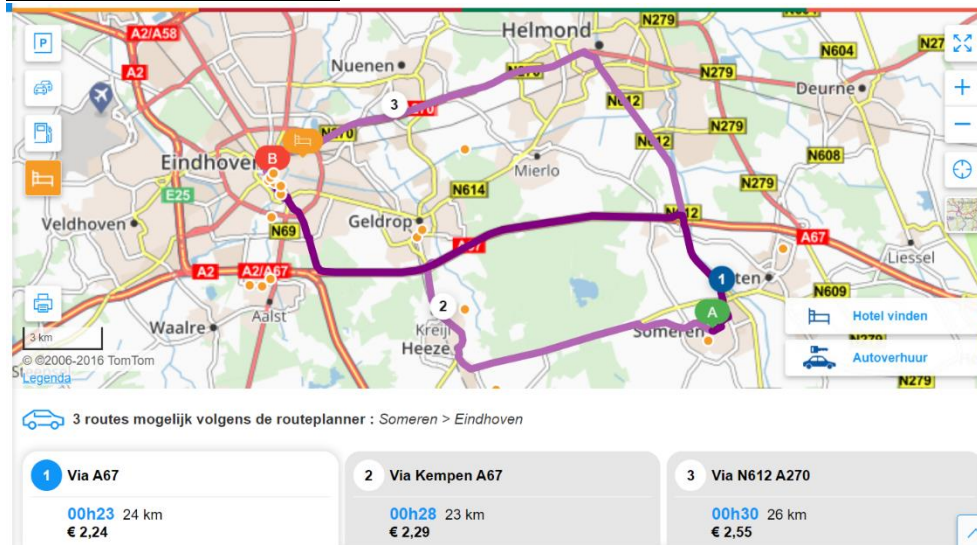 A2/A58
Helmond
N279
N604
N27
P
A2
Nuenen
N270
N279
Deurne
3
A270
N612
N279
N270
Eindhoven
B
N612
N608
Mierlo
E25
N614
N279
Veldhoven
Geldrop
N612
N69
A67
A67
A2
A2/A67
1
Liessel
2
N609
Aalst
A
Hotel vinden
3 km
Waalre
Someren
Heeze
N279
© ©2006-2016 TomTom
Autoverhuur
Legenda
N279
3 routes mogelijk volgens de routeplanner : Someren > Eindhoven
1 Via A67
2 Via Kempen A67
3 Via N612 A270
00h23 24 km
00h28 23 km
00h30 26 km
€ 2,24
€ 2,29
€ 2,55